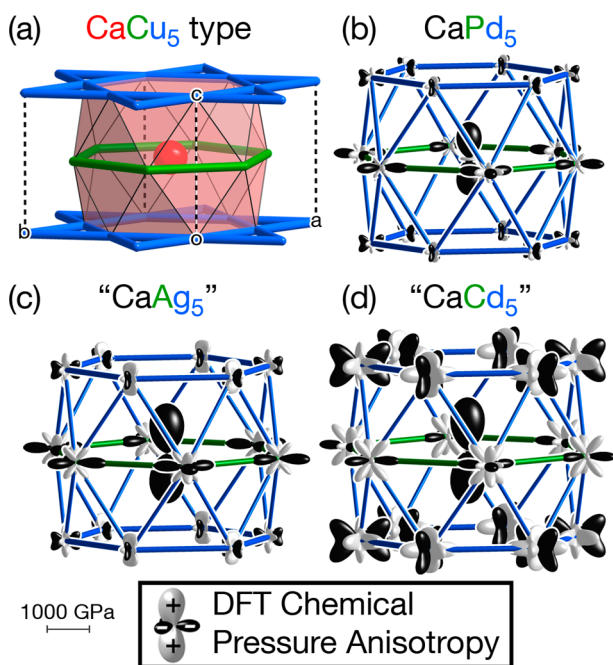 (a) CaCu₅ type
c
b
a
o
(b) CaPd₅
(c) “CaAg₅”
(d) “CaCd₅”
1000 GPa
+ DFT Chemical
+ Pressure Anisotropy